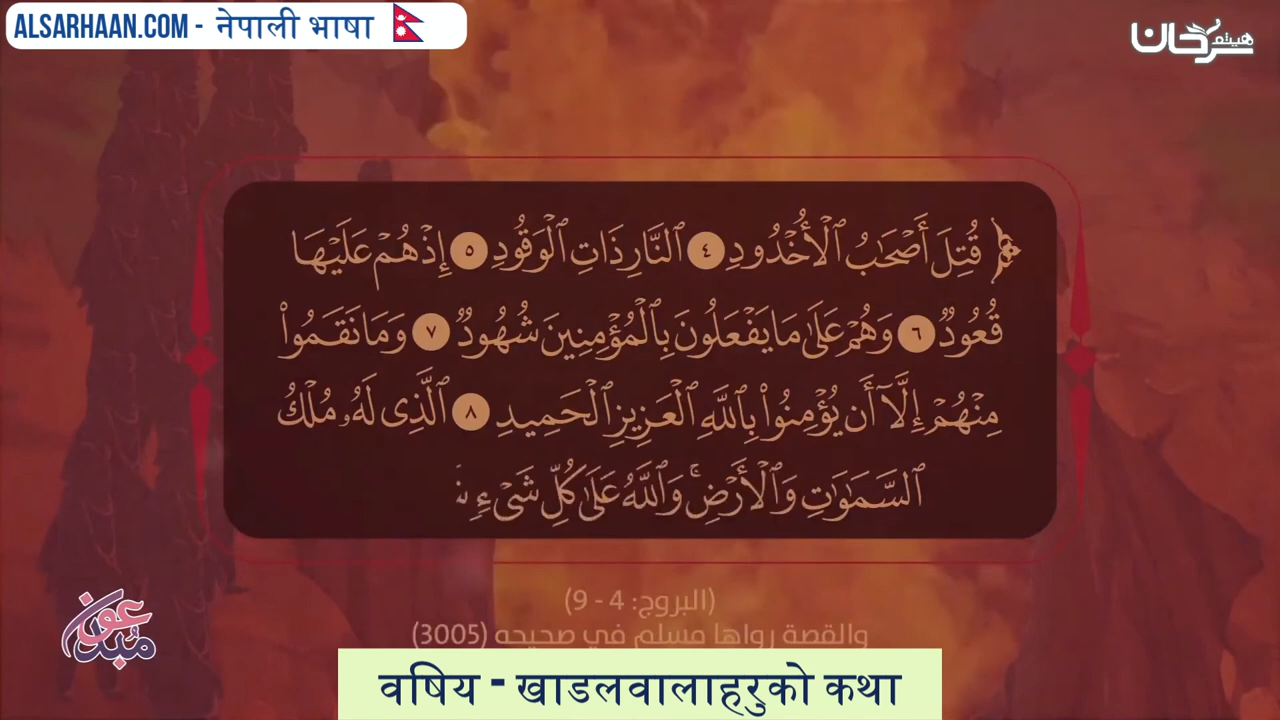 ALSARHAAN.COM - नेपाली भाषा
هيثم سرحان
﴿ قُتِلَ أَصْحَٰبُ ٱلْأُخْدُودِ ٤ ٱلنَّارِ ذَاتِ ٱلْوَقُودِ ٥ إِذْ هُمْ عَلَيْهَا
قُعُودٌ ٦ وَهُمْ عَلَىٰ مَا يَفْعَلُونَ بِٱلْمُؤْمِنِينَ شُهُودٌ ٧ وَمَا نَقَمُوا۟
مِنْهُمْ إِلَّآ أَن يُؤْمِنُوا۟ بِٱللَّهِ ٱلْعَزِيزِ ٱلْحَمِيدِ ٨ ٱلَّذِى لَهُۥ مُلْكُ
ٱلسَّمَٰوَٰتِ وَٱلْأَرْضِ ۚ وَٱللَّهُ عَلَىٰ كُلِّ شَىْءٍ
(البروج: 4 - 9)
والقصة رواها مسلم في صحيحه (3005)
वषिय - खाडलवालाहरुको कथा